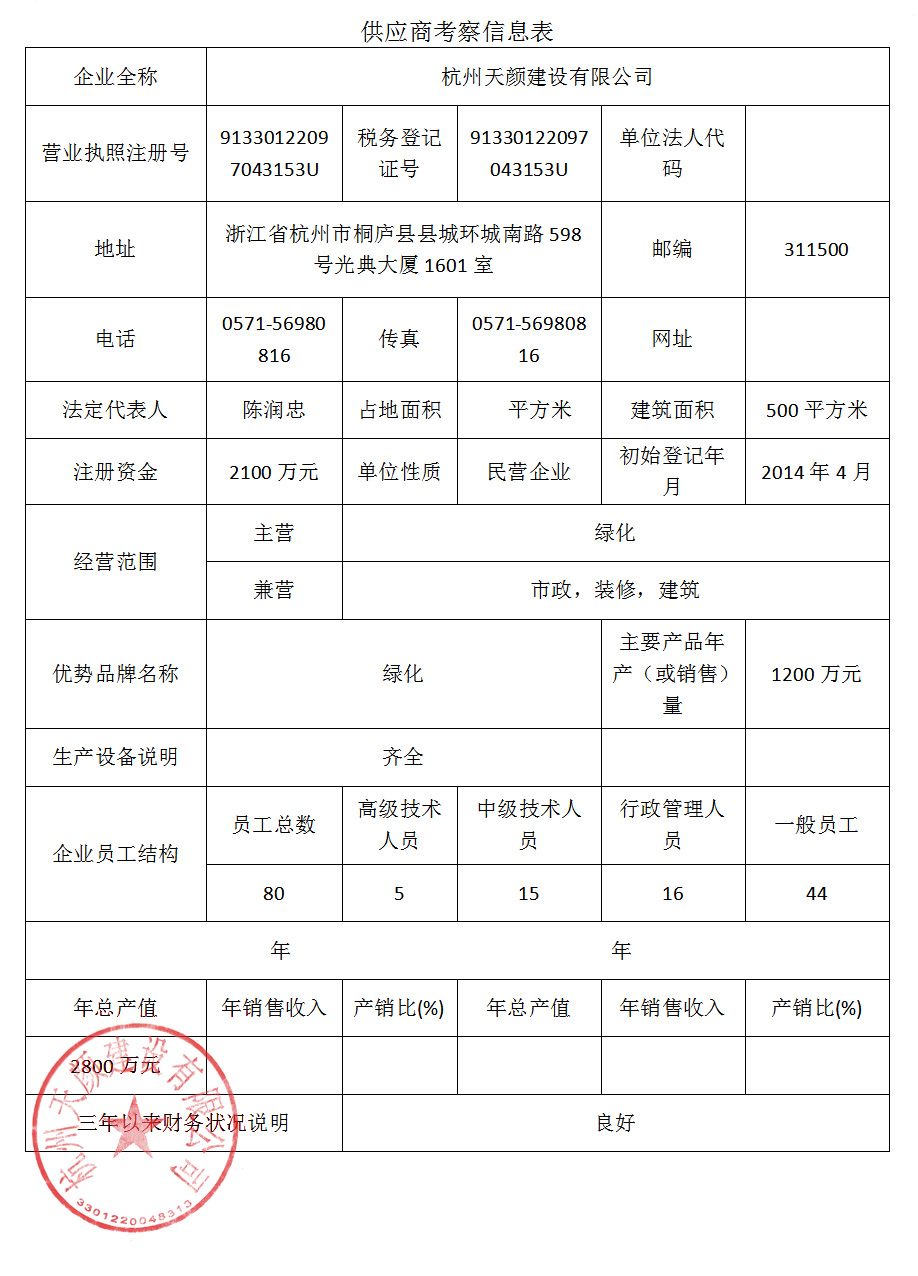 供应商考察信息表
企业全称
杭州天颜建设有限公司
营业执照注册号
9133012209
7043153U
税务登记
证号
91330122097
043153U
单位法人代
码
地址
浙江省杭州市桐庐县县城环城南路 598
号光典大厦 1601 室
邮编
311500
电话
0571-56980
816
传真
0571-569808
16
网址
法定代表人
陈润忠
占地面积
平方米
建筑面积
500 平方米
注册资金
2100 万元
单位性质
民营企业
初始登记年
月
2014 年 4 月
经营范围
主营
绿化
兼营
市政，装修，建筑
优势品牌名称
绿化
主要产品年
产（或销售）
量
1200 万元
生产设备说明
齐全
企业员工结构
员工总数
高级技术
人员
中级技术人
员
行政管理人
员
一般员工
80
5
15
16
44
年
年
年总产值
年销售收入
产销比(%)
年总产值
年销售收入
产销比(%)
2800 万元
三年以来财务状况说明
良好
杭州天颜建设有限公司
3301220048313